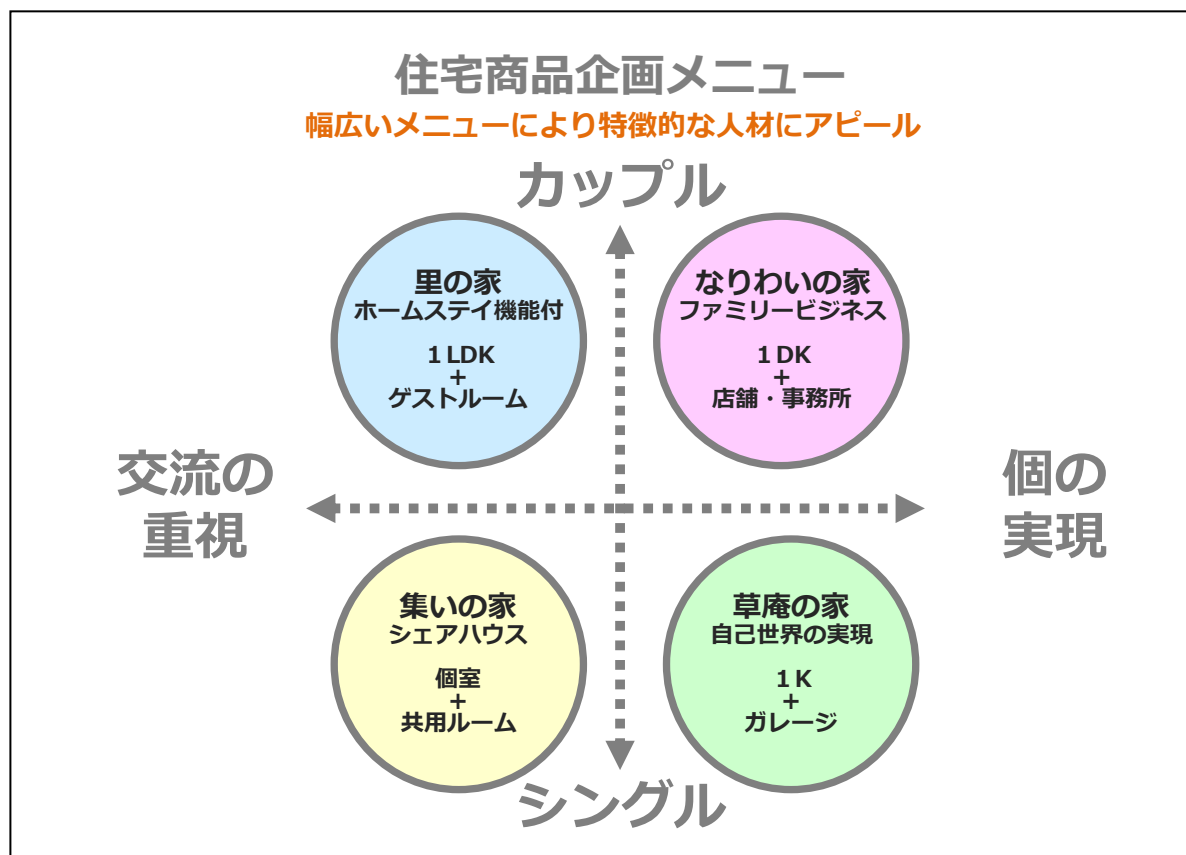 住宅商品企画メニュー
幅広いメニューにより特徴的な人材にアピール
カップル
里の家
ホームステイ機能付
１LDK
+
ゲストルーム
なりわいの家
ファミリービジネス
１DK
+
店舗・事務所
交流の
重視
個の
実現
集いの家
シェアハウス
個室
+
共用ルーム
草庵の家
自己世界の実現
１K
+
ガレージ
シングル